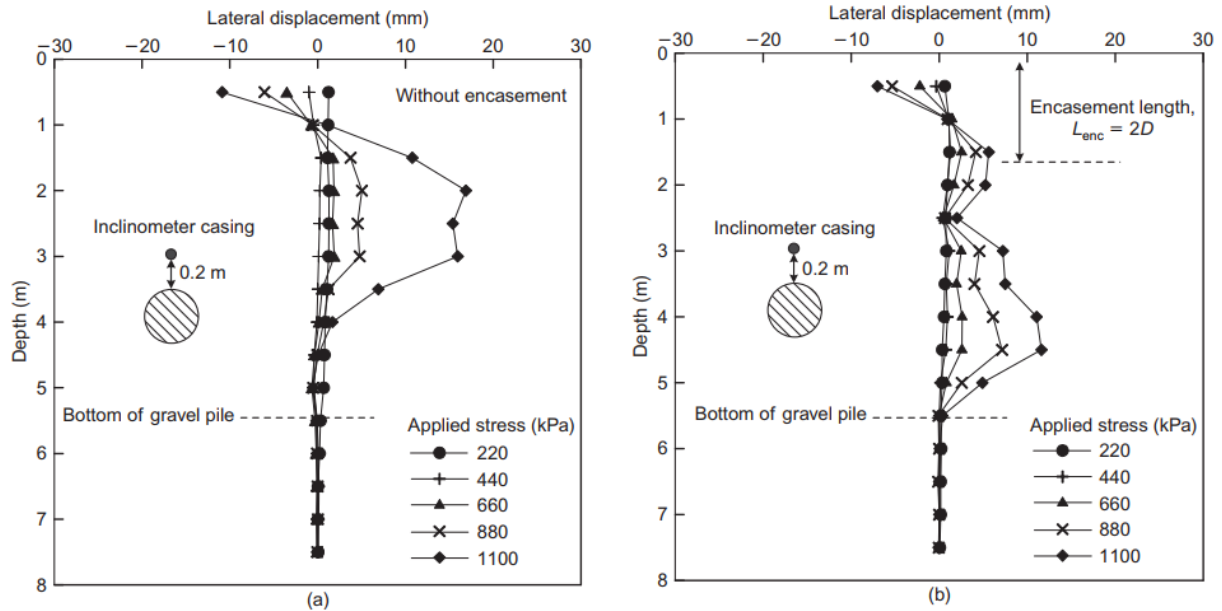 Lateral displacement (mm)
−30 −20 −10 0 10 20 30
0
Without encasement
1
2
Inclinometer casing
0.2 m
3
Depth (m)
4
5
Bottom of gravel pile
Applied stress (kPa)
220
6
440
660
7
880
1100
8
(a)
Lateral displacement (mm)
−30 −20 −10 0 10 20 30
0
Encasement length,
Lenc = 2D
1
2
Inclinometer casing
0.2 m
3
Depth (m)
4
5
Bottom of gravel pile
Applied stress (kPa)
220
6
440
660
7
880
1100
8
(b)